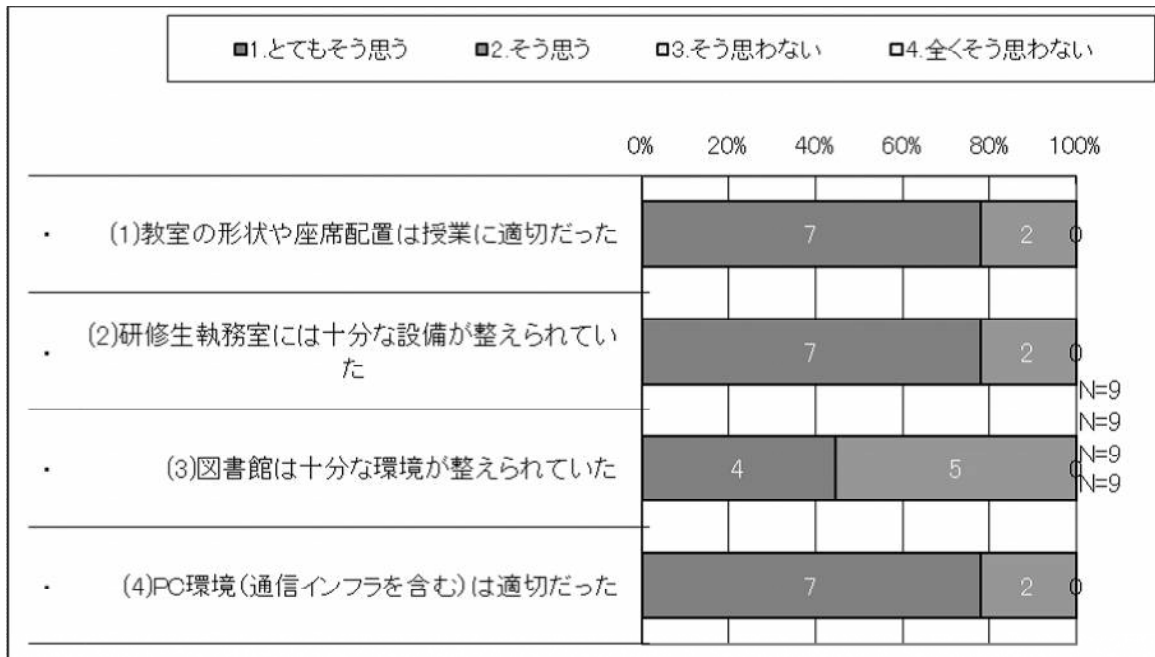 ■1.とてもそう思う ■2.そう思う □3.そう思わない □4.全くそう思わない
0% 20% 40% 60% 80% 100%
・ (1)教室の形状や座席配置は授業に適切だった 7 2 0
・ (2)研修生執務室には十分な設備が整えられてい
た 7 2 0
N=9
N=9
・ (3)図書館は十分な環境が整えられていた 4 5 0
N=9
N=9
・ (4)PC環境(通信インフラを含む)は適切だった 7 2 0